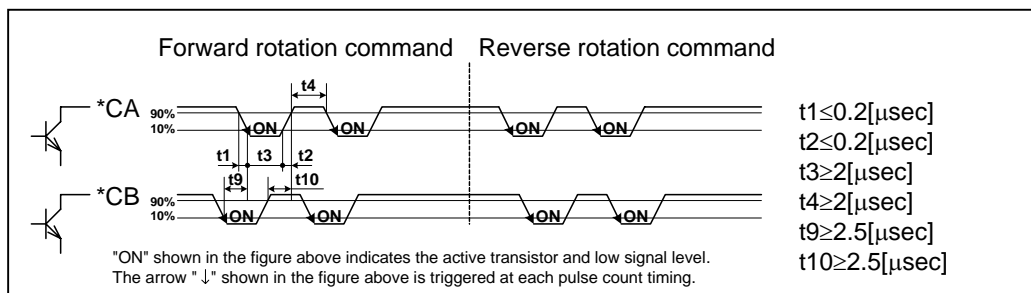 Forward rotation command
Reverse rotation command
t4
*CA
90%
10%
ON
ON
ON
ON
t1
t3
t2
t9
t10
*CB
90%
10%
ON
ON
ON
ON
"ON" shown in the figure above indicates the active transistor and low signal level.
The arrow "↓" shown in the figure above is triggered at each pulse count timing.
t1≤0.2[μsec]
t2≤0.2[μsec]
t3≥2[μsec]
t4≥2[μsec]
t9≥2.5[μsec]
t10≥2.5[μsec]